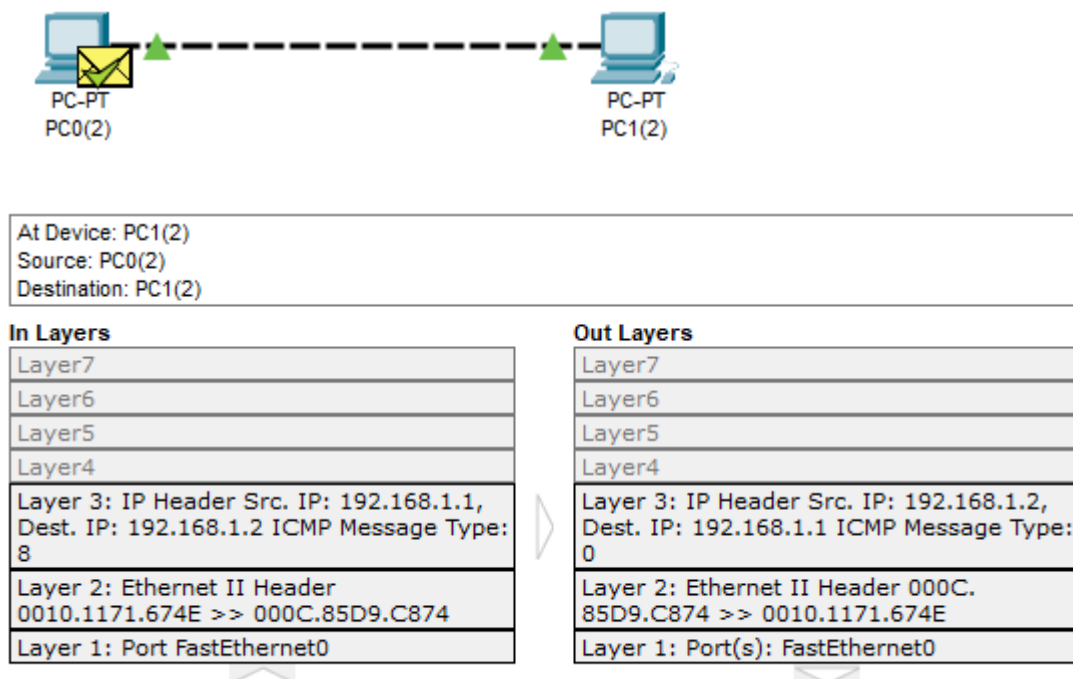 PC-PT
PC0(2)
PC-PT
PC1(2)
At Device: PC1(2)
Source: PC0(2)
Destination: PC1(2)
In Layers
Layer7
Layer6
Layer5
Layer4
Layer 3: IP Header Src. IP: 192.168.1.1,
Dest. IP: 192.168.1.2 ICMP Message Type:
8
Layer 2: Ethernet II Header
0010.1171.674E >> 000C.85D9.C874
Layer 1: Port FastEthernet0
Out Layers
Layer7
Layer6
Layer5
Layer4
Layer 3: IP Header Src. IP: 192.168.1.2,
Dest. IP: 192.168.1.1 ICMP Message Type:
0
Layer 2: Ethernet II Header 000C.
85D9.C874 >> 0010.1171.674E
Layer 1: Port(s): FastEthernet0